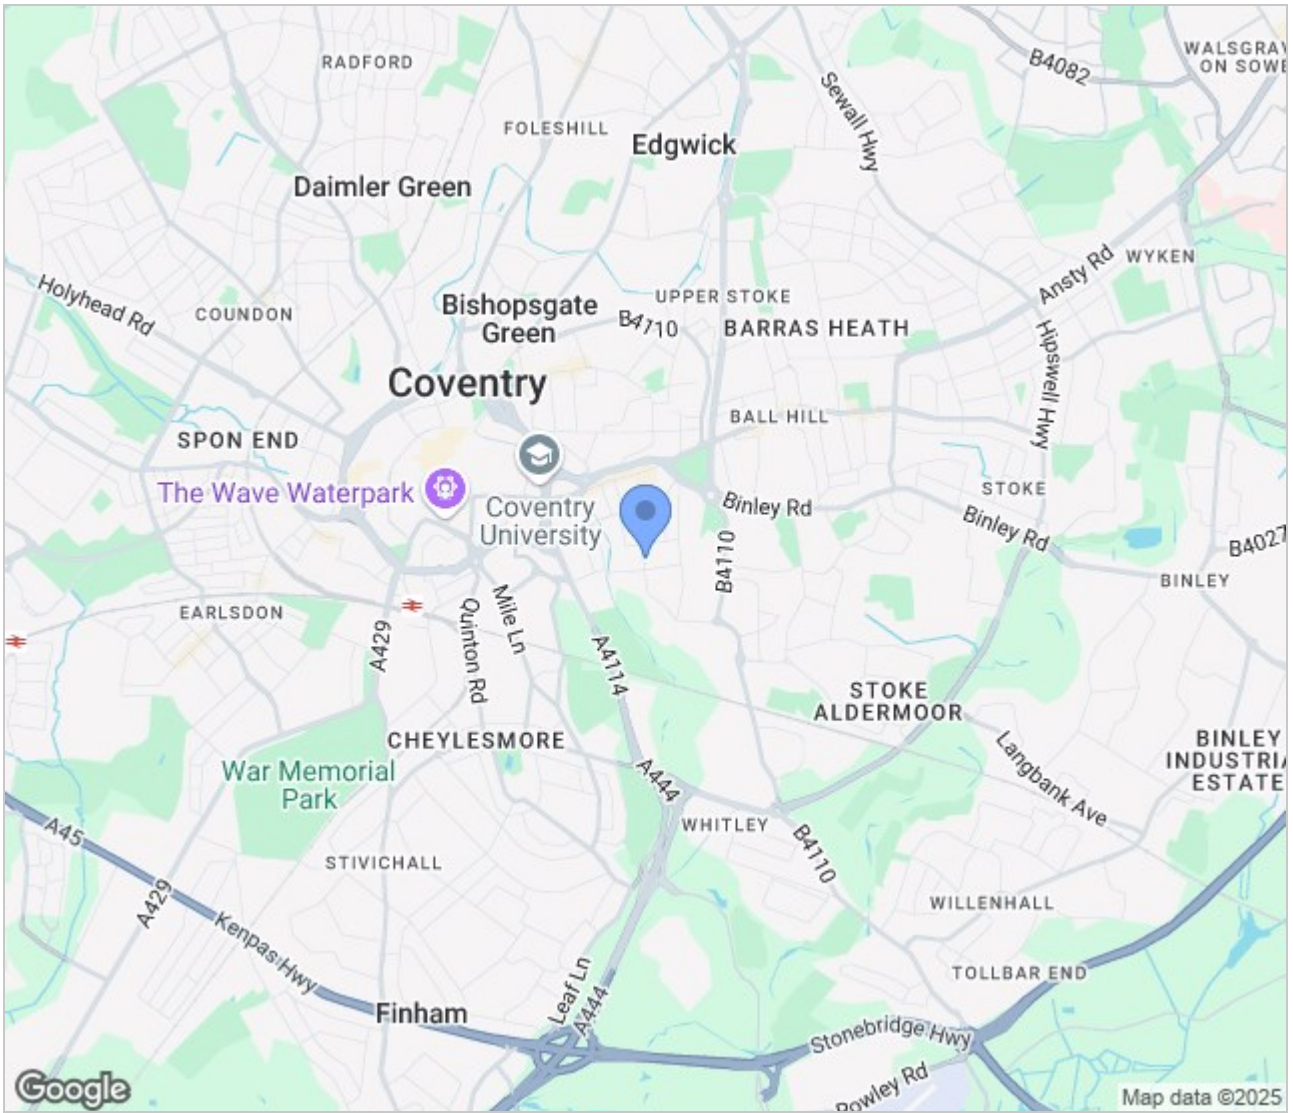 RADFORD
B4082
WALSGRAV
ON SOWE
Sewall Hwy
FOLESHILL
Edgwick
Daimler Green
Ansty Rd
WYKEN
Holyhead Rd
COUNDON
Bishopsgate
Green
UPPER STOKE
B4110
BARRAS HEATH
Hipswell Hwy
Coventry
BALL HILL
SPON END
The Wave Waterpark
Coventry
University
Binley Rd
STOKE
Binley Rd
B4027
B4110
BINLEY
EARLSDON
A429
Quinton Rd
Mile Ln
A4114
STOKE
ALDERMOOR
CHEYLESMORE
War Memorial
Park
A444
Langbank Ave
BINLEY
INDUSTRIA
ESTATE
A45
WHITLEY
B4110
STIVICHALL
A429
WILLENHALL
Kenpas Hwy
TOLLBAR END
Leaf Ln
A444
Finham
Stonebridge Hwy
Rowley Rd
Google
Map data ©2025